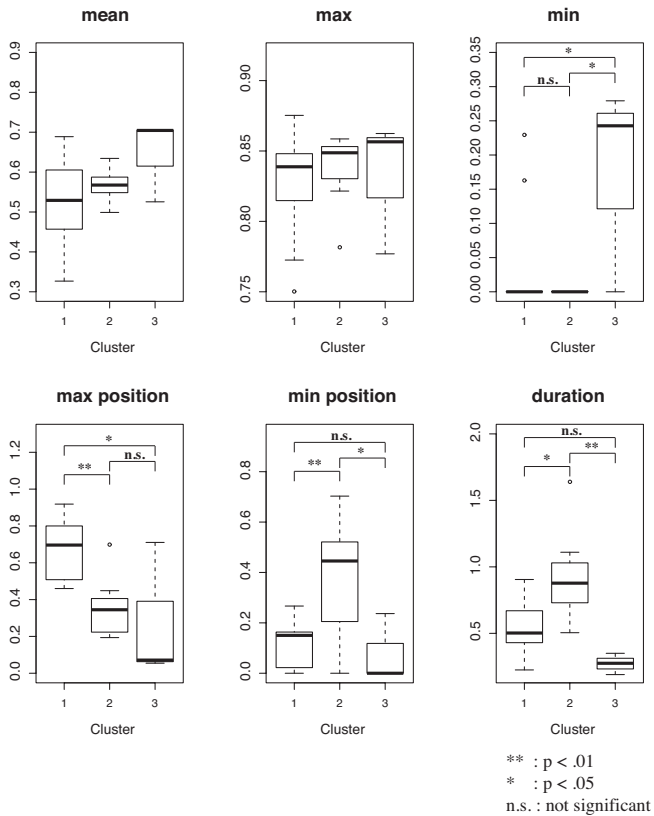 mean
max
min
0.3 0.4 0.5 0.6 0.7 0.8 0.9
0.75 0.80 0.85 0.90
0.00 0.05 0.10 0.15 0.20 0.25 0.30 0.35
*
n.s. *
1 2 3
1 2 3
1 2 3
Cluster
Cluster
Cluster
max position
min position
duration
0.0 0.2 0.4 0.6 0.8 1.0 1.2
0.0 0.2 0.4 0.6 0.8
0.5 1.0 1.5 2.0
*
** n.s.
n.s.
** *
n.s.
* **
1 2 3
1 2 3
1 2 3
Cluster
Cluster
Cluster
** : p < .01
* : p < .05
n.s. : not significant